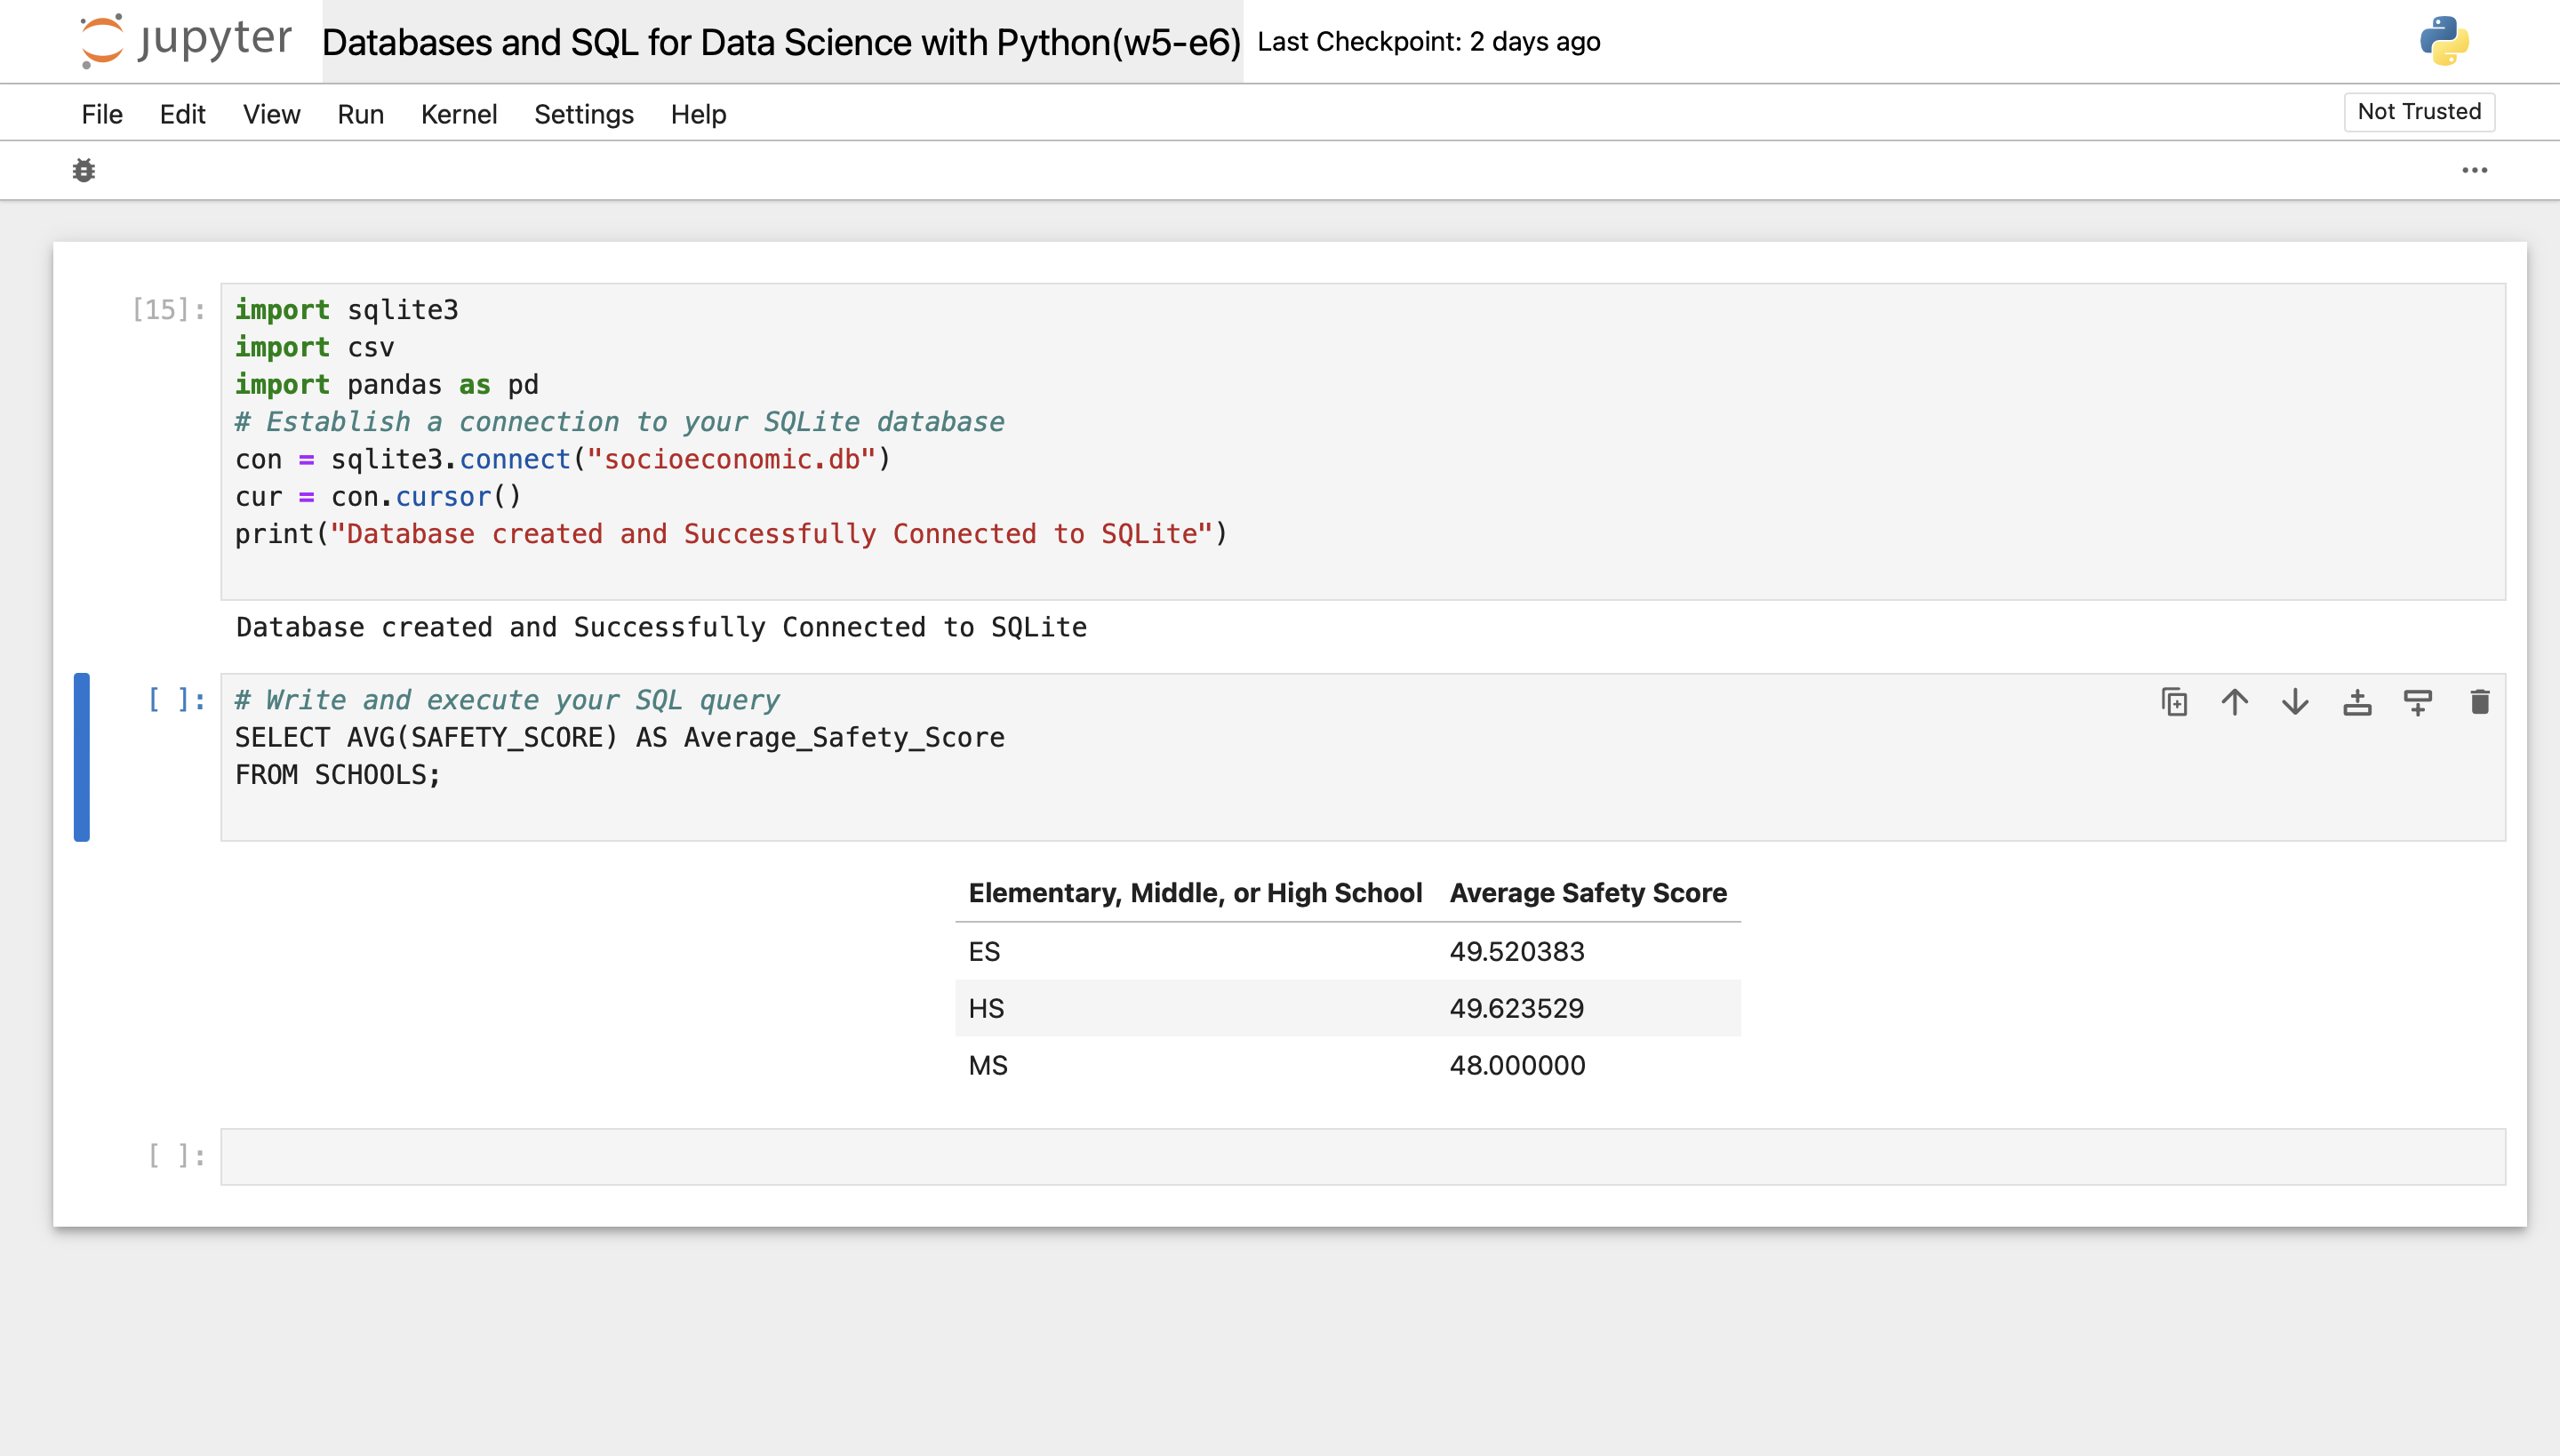 jupyter Databases and SQL for Data Science with Python(w5-e6) Last Checkpoint: 2 days ago
File Edit View Run Kernel Settings Help Not Trusted
[15]: import sqlite3
import csv
import pandas as pd
# Establish a connection to your SQLite database
con = sqlite3.connect("socioeconomic.db")
cur = con.cursor()
print("Database created and Successfully Connected to SQLite")
Database created and Successfully Connected to SQLite
[ ]: # Write and execute your SQL query
SELECT AVG(SAFETY_SCORE) AS Average_Safety_Score
FROM SCHOOLS;
Elementary, Middle, or High School Average Safety Score
ES 49.520383
HS 49.623529
MS 48.000000
[ ]: